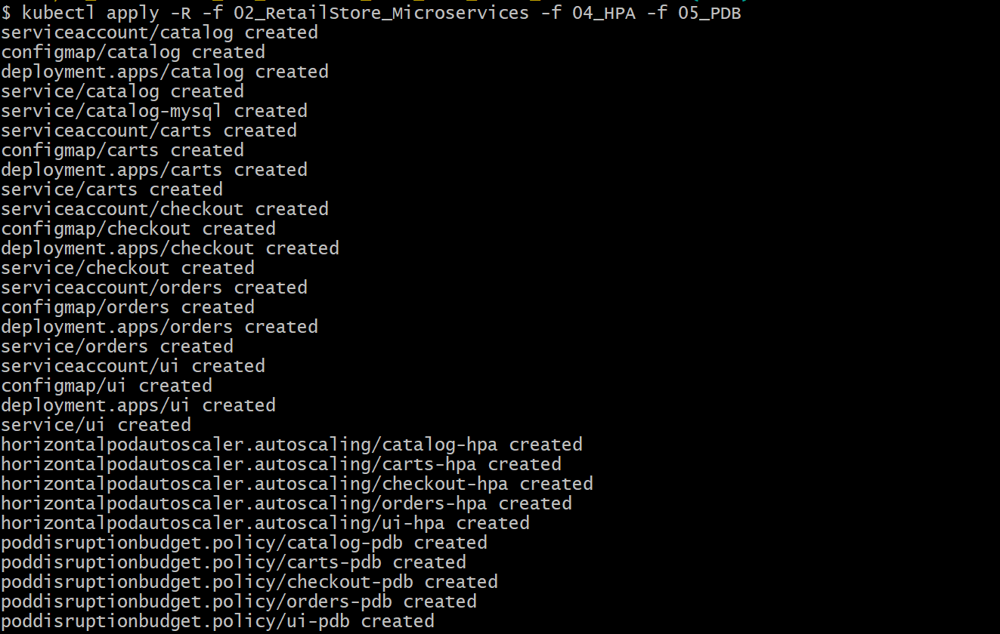 $ kubectl apply -R -f 02_RetailStore_Microservices -f 04_HPA -f 05_PDB
serviceaccount/catalog created
configmap/catalog created
deployment.apps/catalog created
service/catalog created
service/catalog-mysql created
serviceaccount/carts created
configmap/carts created
deployment.apps/carts created
service/carts created
serviceaccount/checkout created
configmap/checkout created
deployment.apps/checkout created
service/checkout created
serviceaccount/orders created
configmap/orders created
deployment.apps/orders created
service/orders created
serviceaccount/ui created
configmap/ui created
deployment.apps/ui created
service/ui created
horizontalpodautoscaler.autoscaling/catalog-hpa created
horizontalpodautoscaler.autoscaling/carts-hpa created
horizontalpodautoscaler.autoscaling/checkout-hpa created
horizontalpodautoscaler.autoscaling/orders-hpa created
horizontalpodautoscaler.autoscaling/ui-hpa created
poddisruptionbudget.policy/catalog-pdb created
poddisruptionbudget.policy/carts-pdb created
poddisruptionbudget.policy/checkout-pdb created
poddisruptionbudget.policy/orders-pdb created
poddisruptionbudget.policy/ui-pdb created